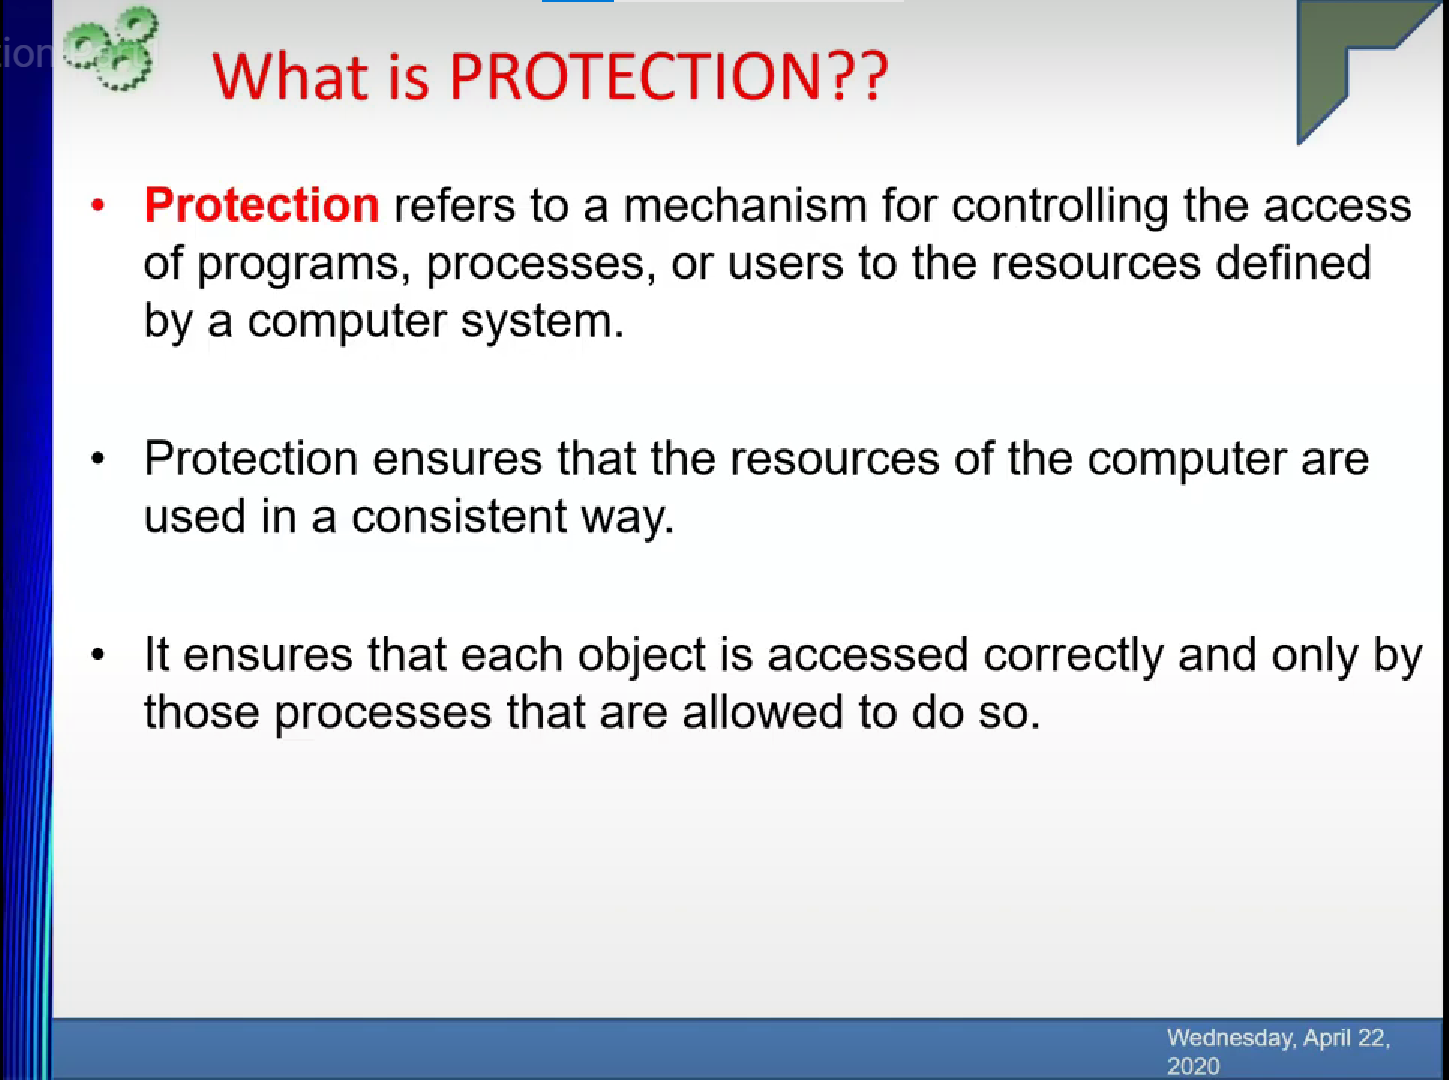 What is PROTECTION??
• Protection refers to a mechanism for controlling the access
of programs, processes, or users to the resources defined
by a computer system.
• Protection ensures that the resources of the computer are
used in a consistent way.
• It ensures that each object is accessed correctly and only by
those processes that are allowed to do so.
Wednesday, April 22,
2020